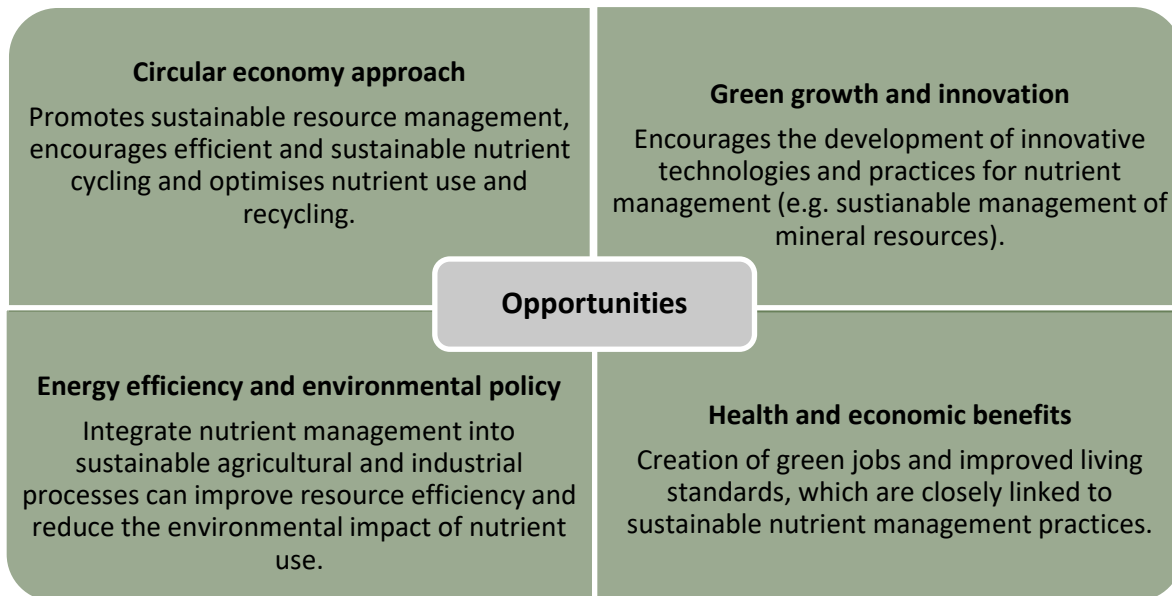 Circular economy approach
Promotes sustainable resource management,
encourages efficient and sustainable nutrient
cycling and optimises nutrient use and
recycling.
Green growth and innovation
Encourages the development of innovative
technologies and practices for nutrient
management (e.g. sustianable management of
mineral resources).
Opportunities
Energy efficiency and environmental policy
Integrate nutrient management into
sustainable agricultural and industrial
processes can improve resource efficiency and
reduce the environmental impact of nutrient
use.
Health and economic benefits
Creation of green jobs and improved living
standards, which are closely linked to
sustainable nutrient management practices.